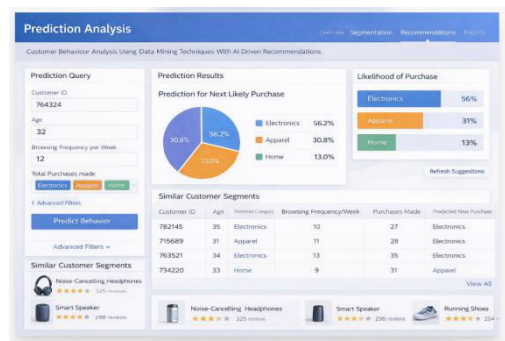 Prediction Analysis
Overview Segmentation Recommendations Reports
Customer Behaviour Analysis Using Data Mining Techniques With AI Driven Recommendations
Prediction Query
Customer ID
764324
Age
32
Browsing Frequency per Week
12
Total Purchases made
Electronics Apparel Home
< Advanced Filters
Predict Behavior
Advanced Filters
Similar Customer Segments
Noise-Cancelling Headphones
325 reviews
Smart Speaker
298 reviews
Prediction Results
Prediction for Next Likely Purchase
30.8%
56.2%
13.0%
Electronics 56.2%
Apparel 30.8%
Home 13.0%
Likelihood of Purchase
Electronics 56%
Apparel 31%
Home 13%
Refresh Suggestions
Similar Customer Segments
Customer ID Age Preferred Category Browsing Frequency/Week Purchases Made Predicted Next Purchase
782145 35 Electronics 10 27 Electronics
715689 31 Apparel 11 28 Electronics
763521 34 Electronics 13 35 Electronics
734220 33 Home 9 31 Apparel
View All
Noise-Cancelling Headphones
325 reviews
Smart Speaker
296 reviews
Running Shoes
254